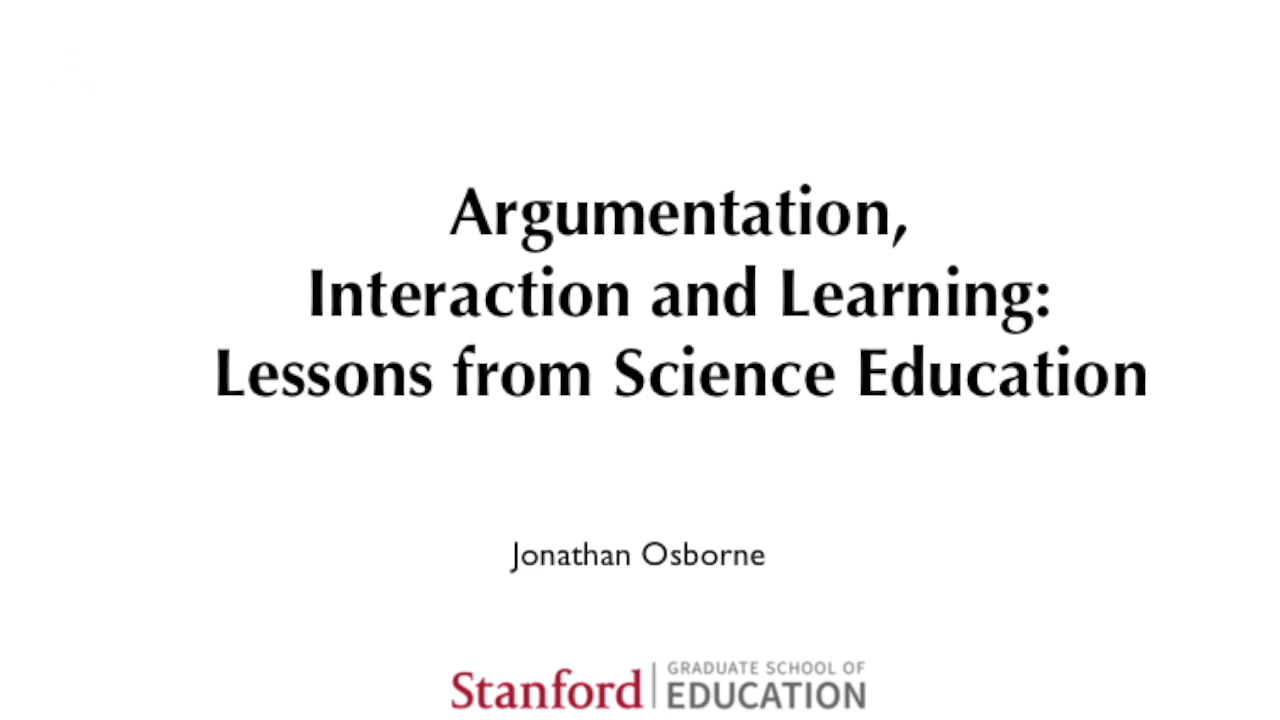 Argumentation,
Interaction and Learning:
Lessons from Science Education
Jonathan Osborne
Stanford
GRADUATE SCHOOL OF
EDUCATION